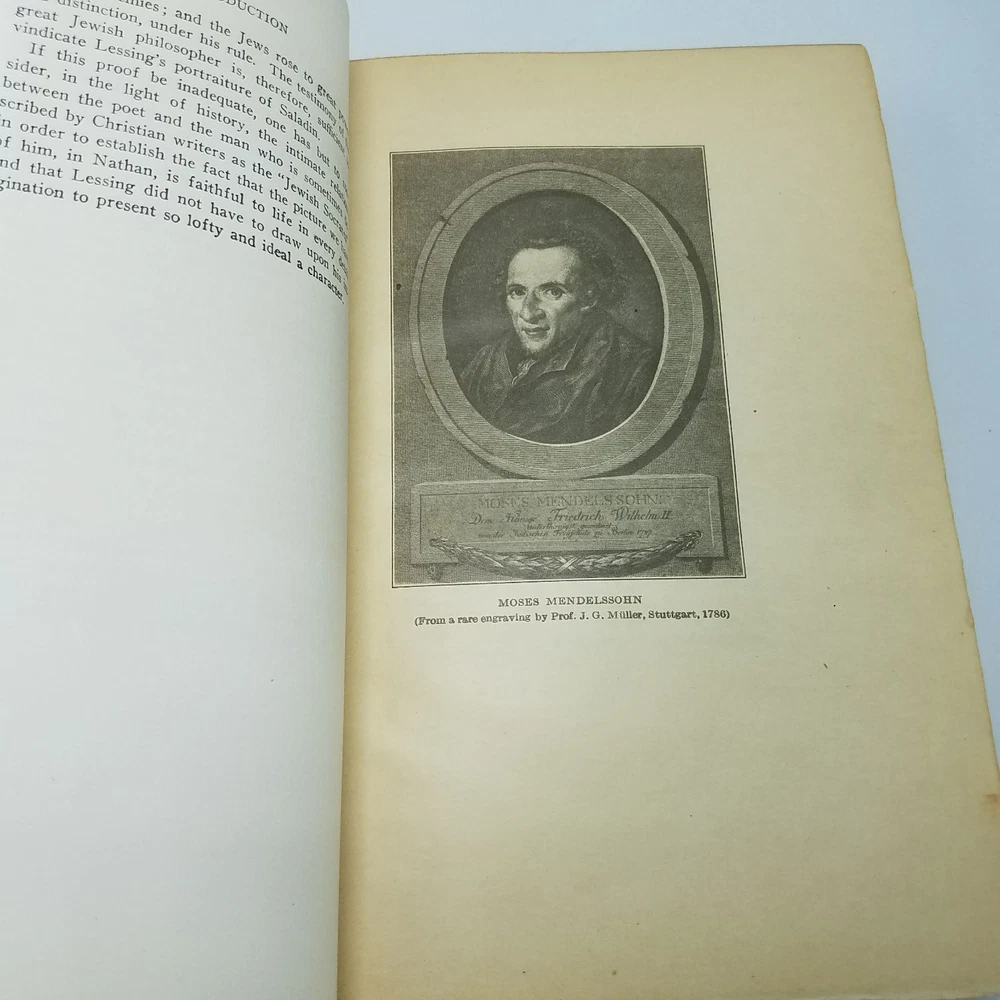 DUCTION
mies; and the Jews rose to great
distinction, under his rule. The testimony of
great Jewish philosopher is, therefore sufficient
vindicate Lessing's portraiture of Saladin.
If this proof be inadequate, one has but to
sider, in the light of history, the intimate
between the poet and the man who is sometimes
scribed by Christian writers as the "Jewish
n order to establish the fact that the picture we
of him, in Nathan, is faithful to life in every
nd that Lessing did not have to draw upon his
gination to present so lofty and ideal a character.
MOSES MENDELSSOHN
Friedrich Wilhelm II
MOSES MENDELSSOHN
(From a rare engraving by Prof. J. G. Müller, Stuttgart, 1786)